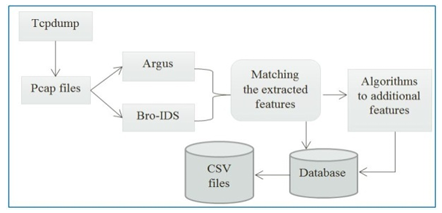 Tcpdump
Pcap files
Argus
Bro-IDS
Matching
the extracted
features
Algorithms
to additional
features
Database
CSV
files